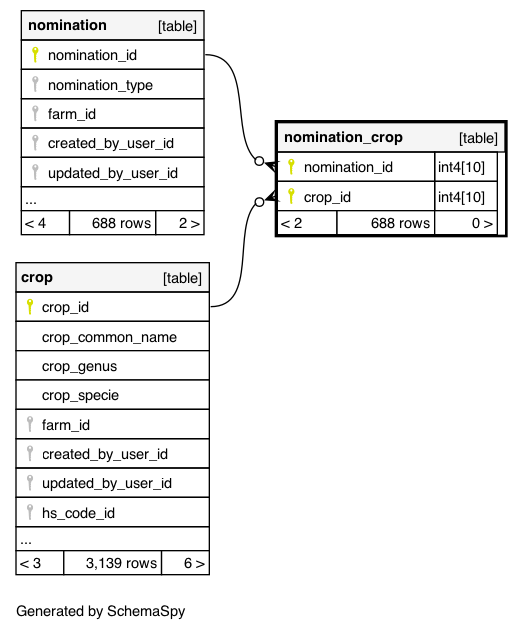 nomination [table]
nomination_id
nomination_type
farm_id
created_by_user_id
updated_by_user_id
...
< 4 688 rows 2 >
nomination_crop [table]
nomination_id int4[10]
crop_id int4[10]
< 2 688 rows 0 >
crop [table]
crop_id
crop_common_name
crop_genus
crop_specie
farm_id
created_by_user_id
updated_by_user_id
hs_code_id
...
< 3 3,139 rows 6 >
Generated by SchemaSpy